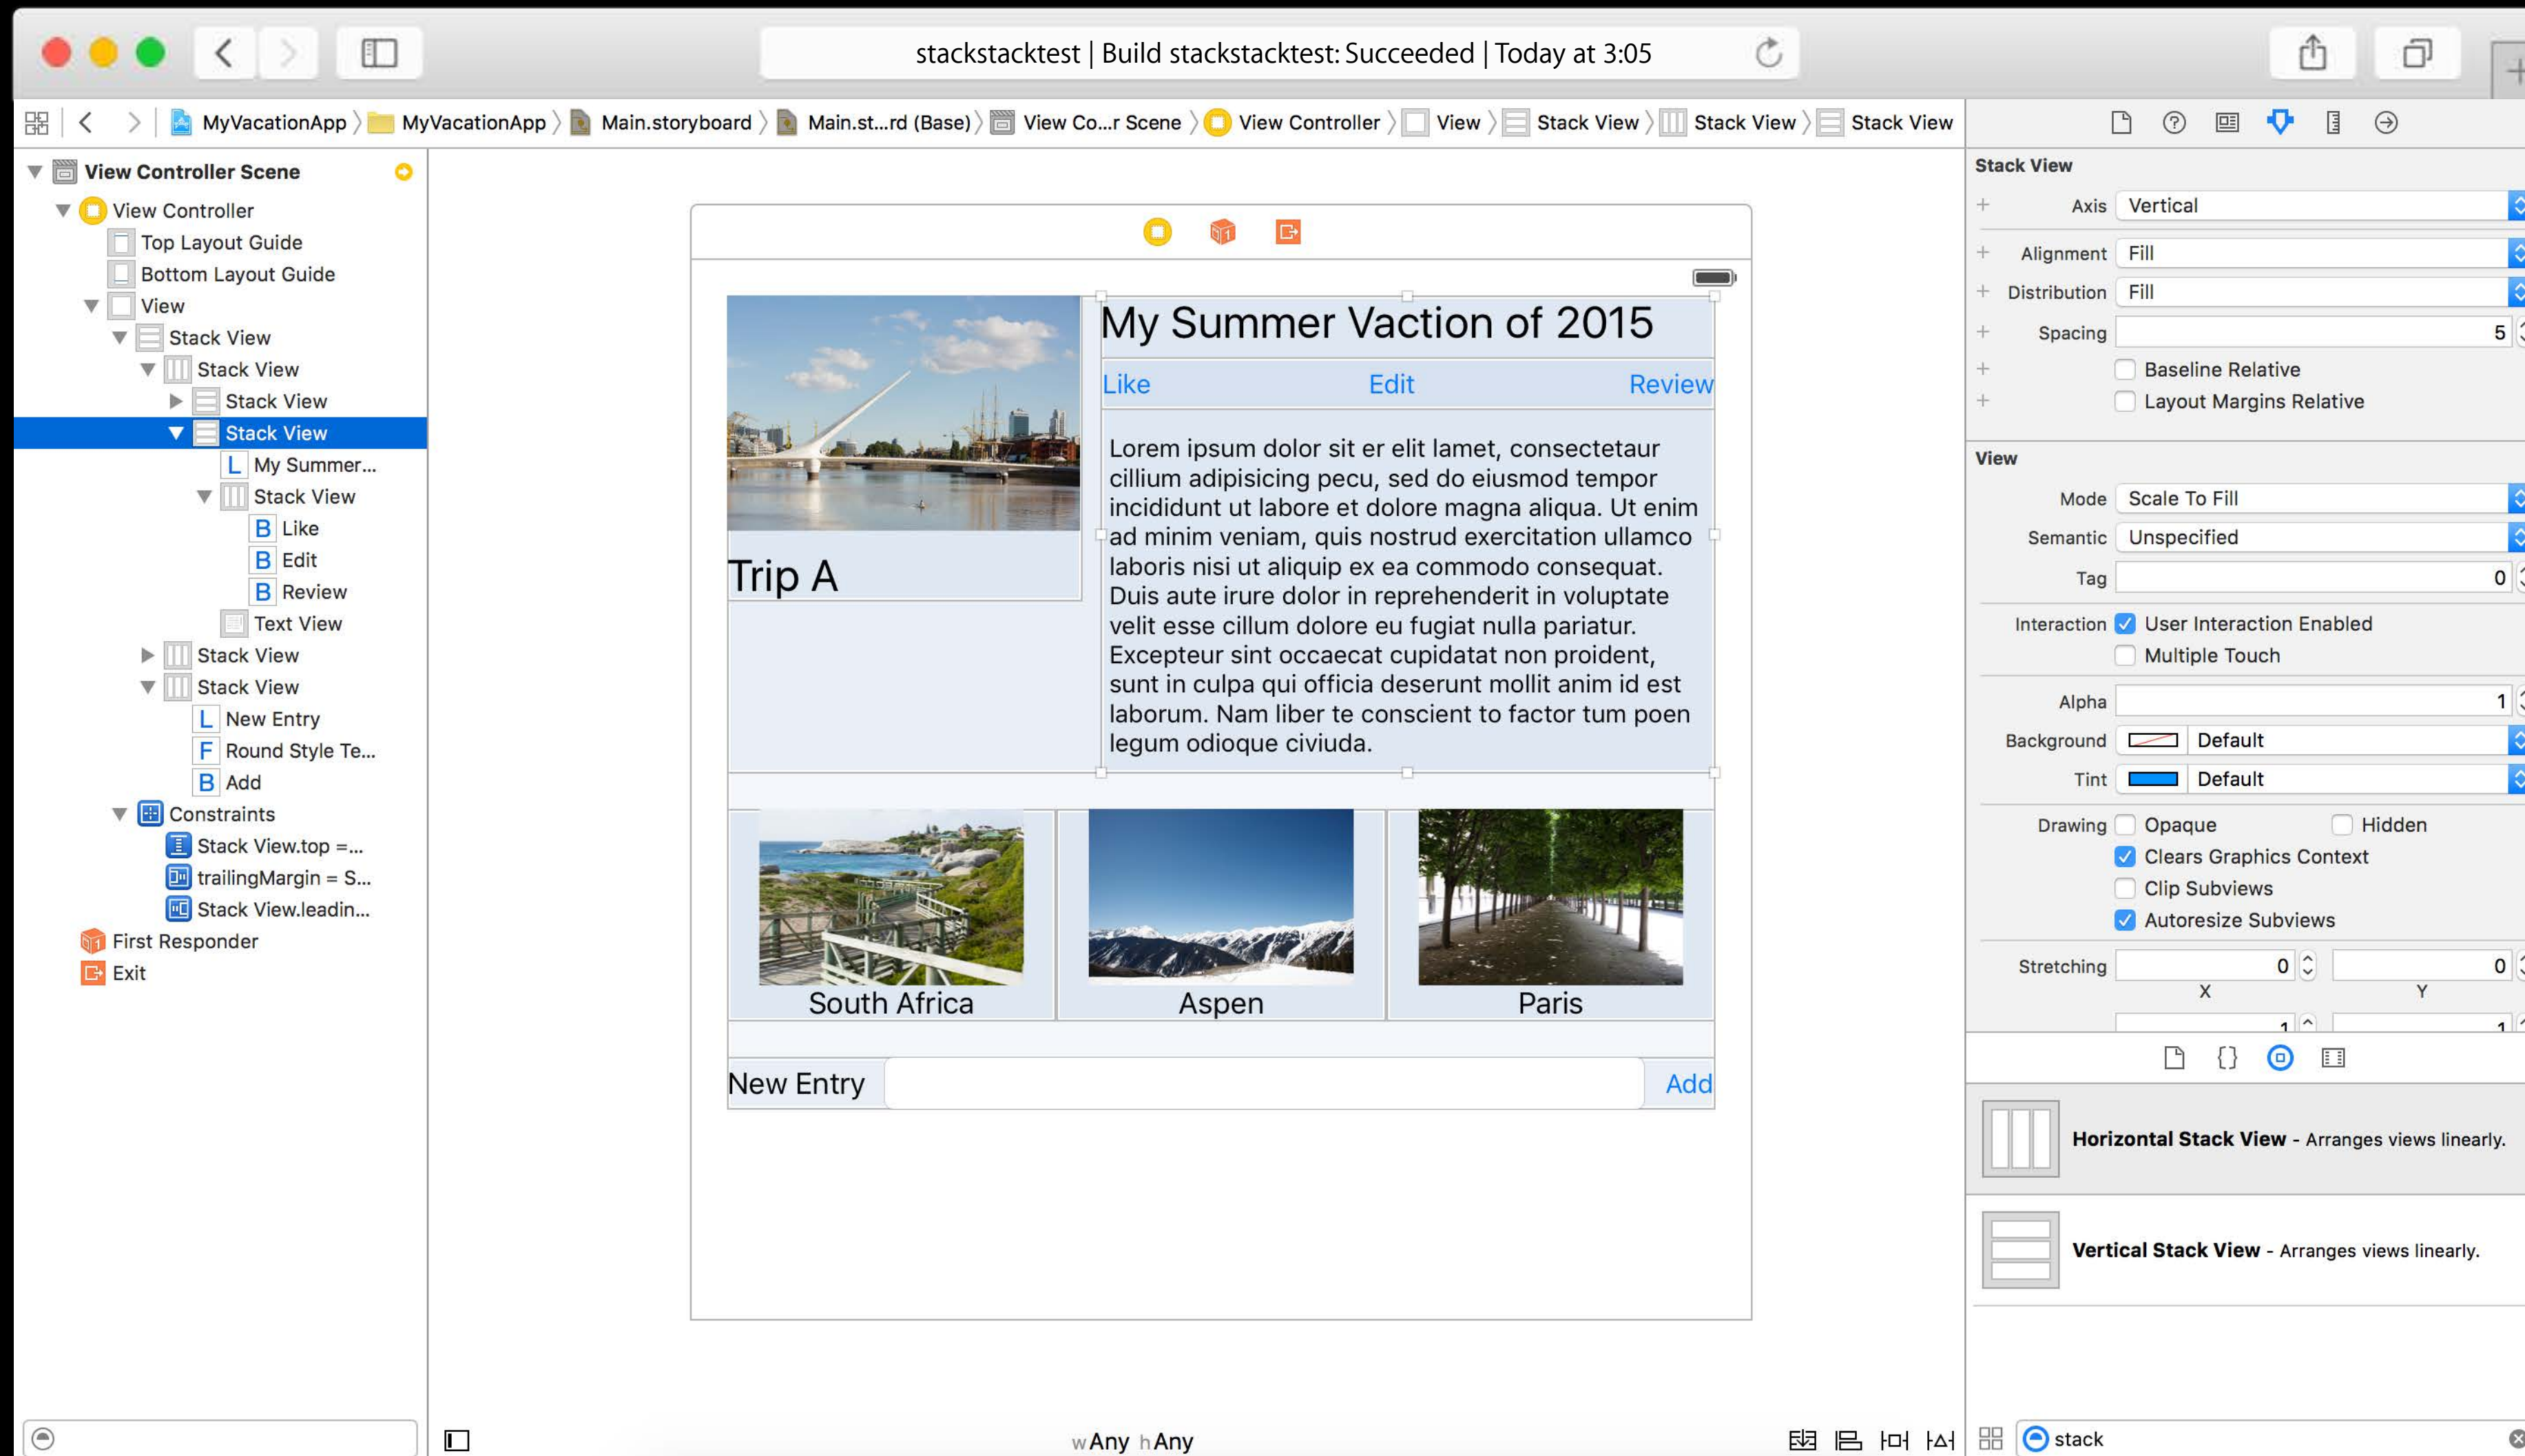 stackstacktest | Build stackstacktest: Succeeded | Today at 3:05
MyVacationApp MyVacationApp Main.storyboard Main.st...rd (Base) View Co...r Scene View Controller View Stack View Stack View Stack View
View Controller Scene
View Controller
Top Layout Guide
Bottom Layout Guide
View
Stack View
Stack View
Stack View
Stack View
L My Summer...
Stack View
B Like
B Edit
B Review
Text View
Stack View
Stack View
L New Entry
F Round Style Te...
B Add
Constraints
Stack View.top =...
trailingMargin = S...
Stack View.leadin...
First Responder
Exit
My Summer Vaction of 2015
Like Edit Review
Lorem ipsum dolor sit er elit lamet, consectetaur
cillium adipisicing pecu, sed do eiusmod tempor
incididunt ut labore et dolore magna aliqua. Ut enim
ad minim veniam, quis nostrud exercitation ullamco
laboris nisi ut aliquip ex ea commodo consequat.
Duis aute irure dolor in reprehenderit in voluptate
velit esse cillum dolore eu fugiat nulla pariatur.
Excepteur sint occaecat cupidatat non proident,
sunt in culpa qui officia deserunt mollit anim id est
laborum. Nam liber te conscient to factor tum poen
legum odioque civiuda.
Trip A
South Africa Aspen Paris
New Entry Add
wAny hAny
Stack View
Axis Vertical
Alignment Fill
Distribution Fill
Spacing 5
Baseline Relative
Layout Margins Relative
View
Mode Scale To Fill
Semantic Unspecified
Tag 0
Interaction User Interaction Enabled
Multiple Touch
Alpha 1
Background Default
Tint Default
Drawing Opaque Hidden
Clears Graphics Context
Clip Subviews
Autoresize Subviews
Stretching 0 0
X Y
1 1
{}
Horizontal Stack View - Arranges views linearly.
Vertical Stack View - Arranges views linearly.
stack